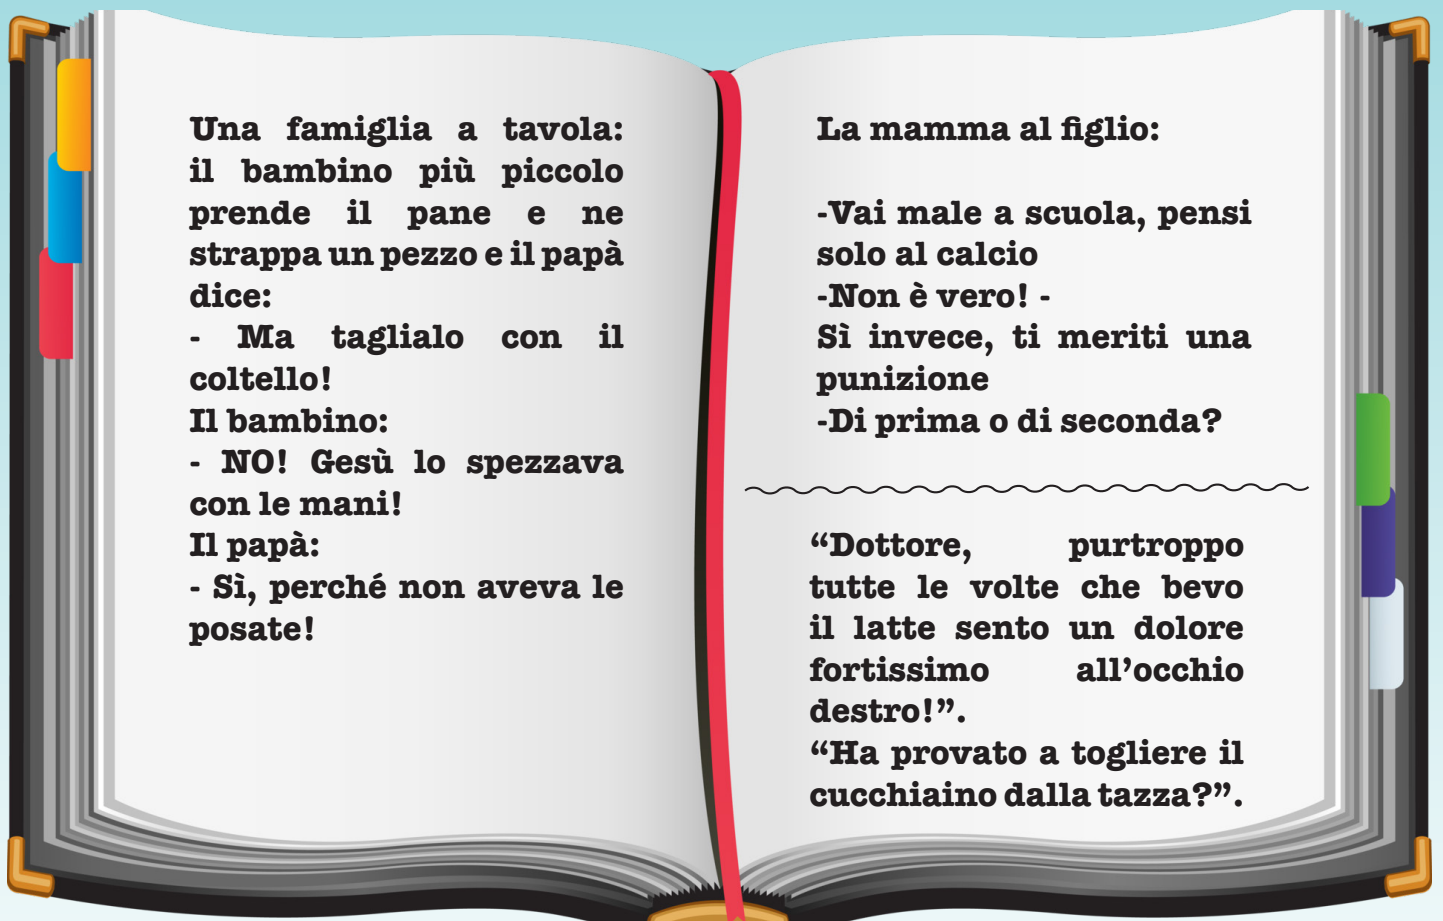 Una famiglia a tavola:
il bambino più piccolo
prende il pane e ne
strappa un pezzo e il papà
dice:
- Ma taglialo con il
coltello!
Il bambino:
- NO! Gesù lo spezzava
con le mani!
Il papà:
- Sì, perché non aveva le
posate!
La mamma al figlio:
-Vai male a scuola, pensi
solo al calcio
-Non è vero! -
Sì invece, ti meriti una
punizione
-Di prima o di seconda?
“Dottore, purtroppo
tutte le volte che bevo
il latte sento un dolore
fortissimo all’occhio
destro!”.
“Ha provato a togliere il
cucchiaino dalla tazza?”.